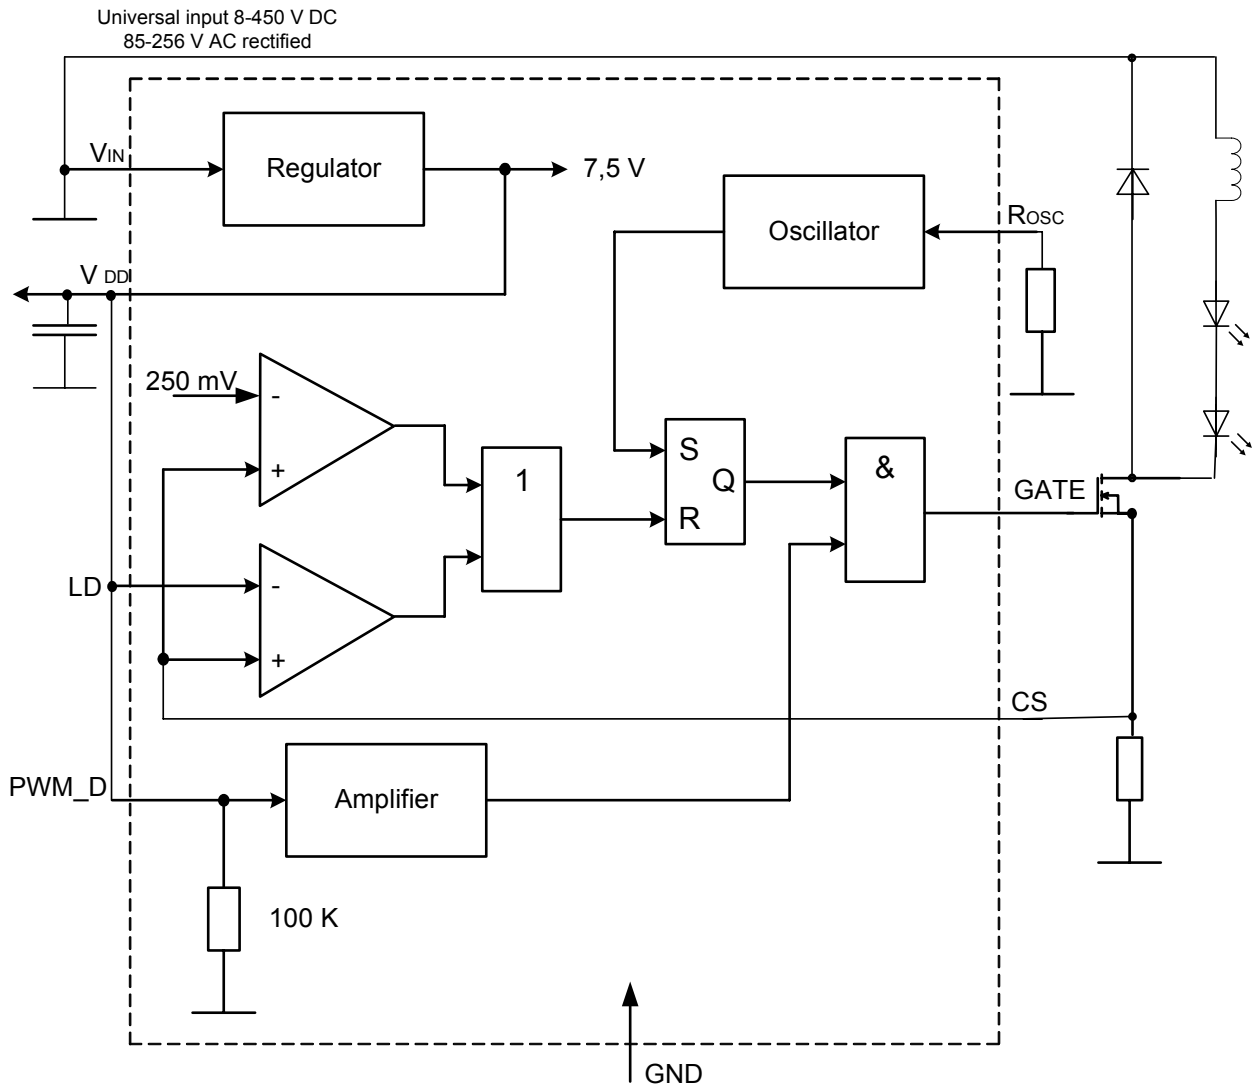 Universal input 8-450 V DC
85-256 V AC rectified
VIN
Regulator
7,5 V
Oscillator
ROSC
V DD
250 mV
-
+
1
S
Q
R
&
GATE
LD
-
+
CS
PWM_D
Amplifier
100 K
GND